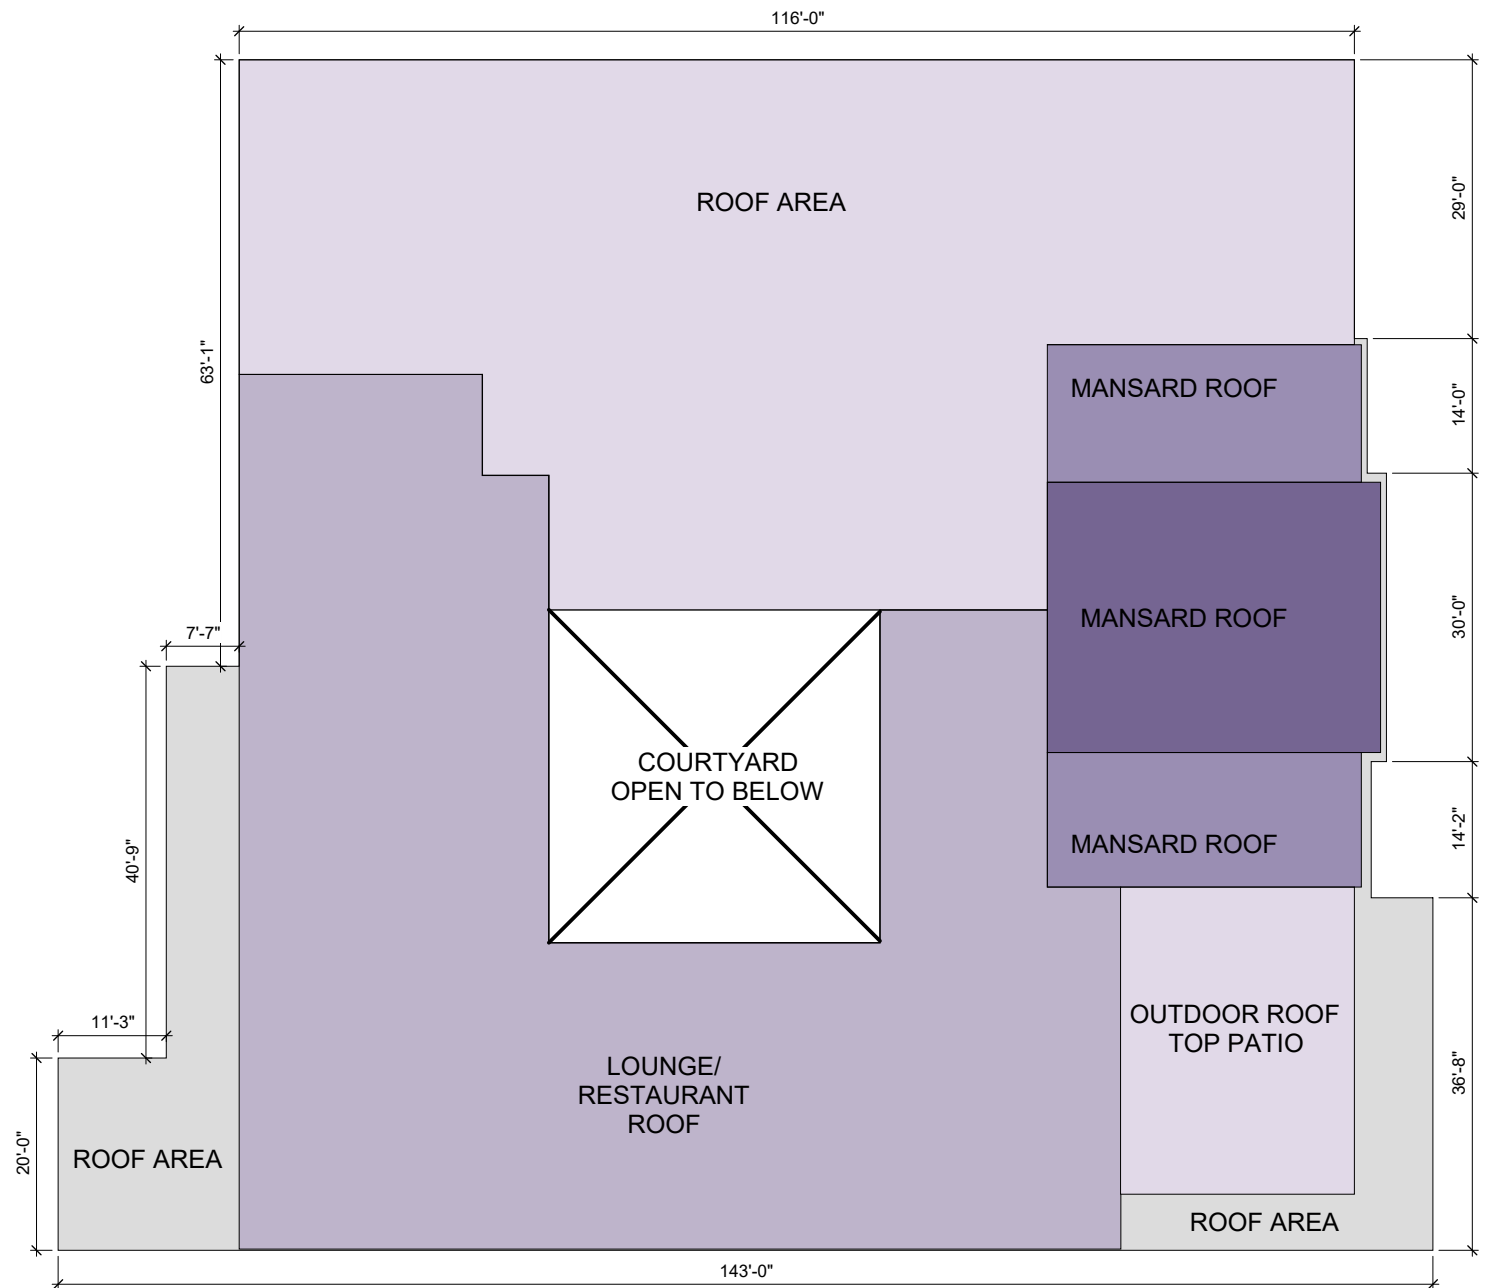 116'-0"
ROOF AREA
29'-0"
63'-1"
MANSARD ROOF
14'-0"
MANSARD ROOF
30'-0"
7'-7"
COURTYARD
OPEN TO BELOW
MANSARD ROOF
14'-2"
40'-9"
11'-3"
OUTDOOR ROOF
TOP PATIO
LOUNGE/
RESTAURANT
ROOF
36'-8"
20'-0"
ROOF AREA
ROOF AREA
143'-0"